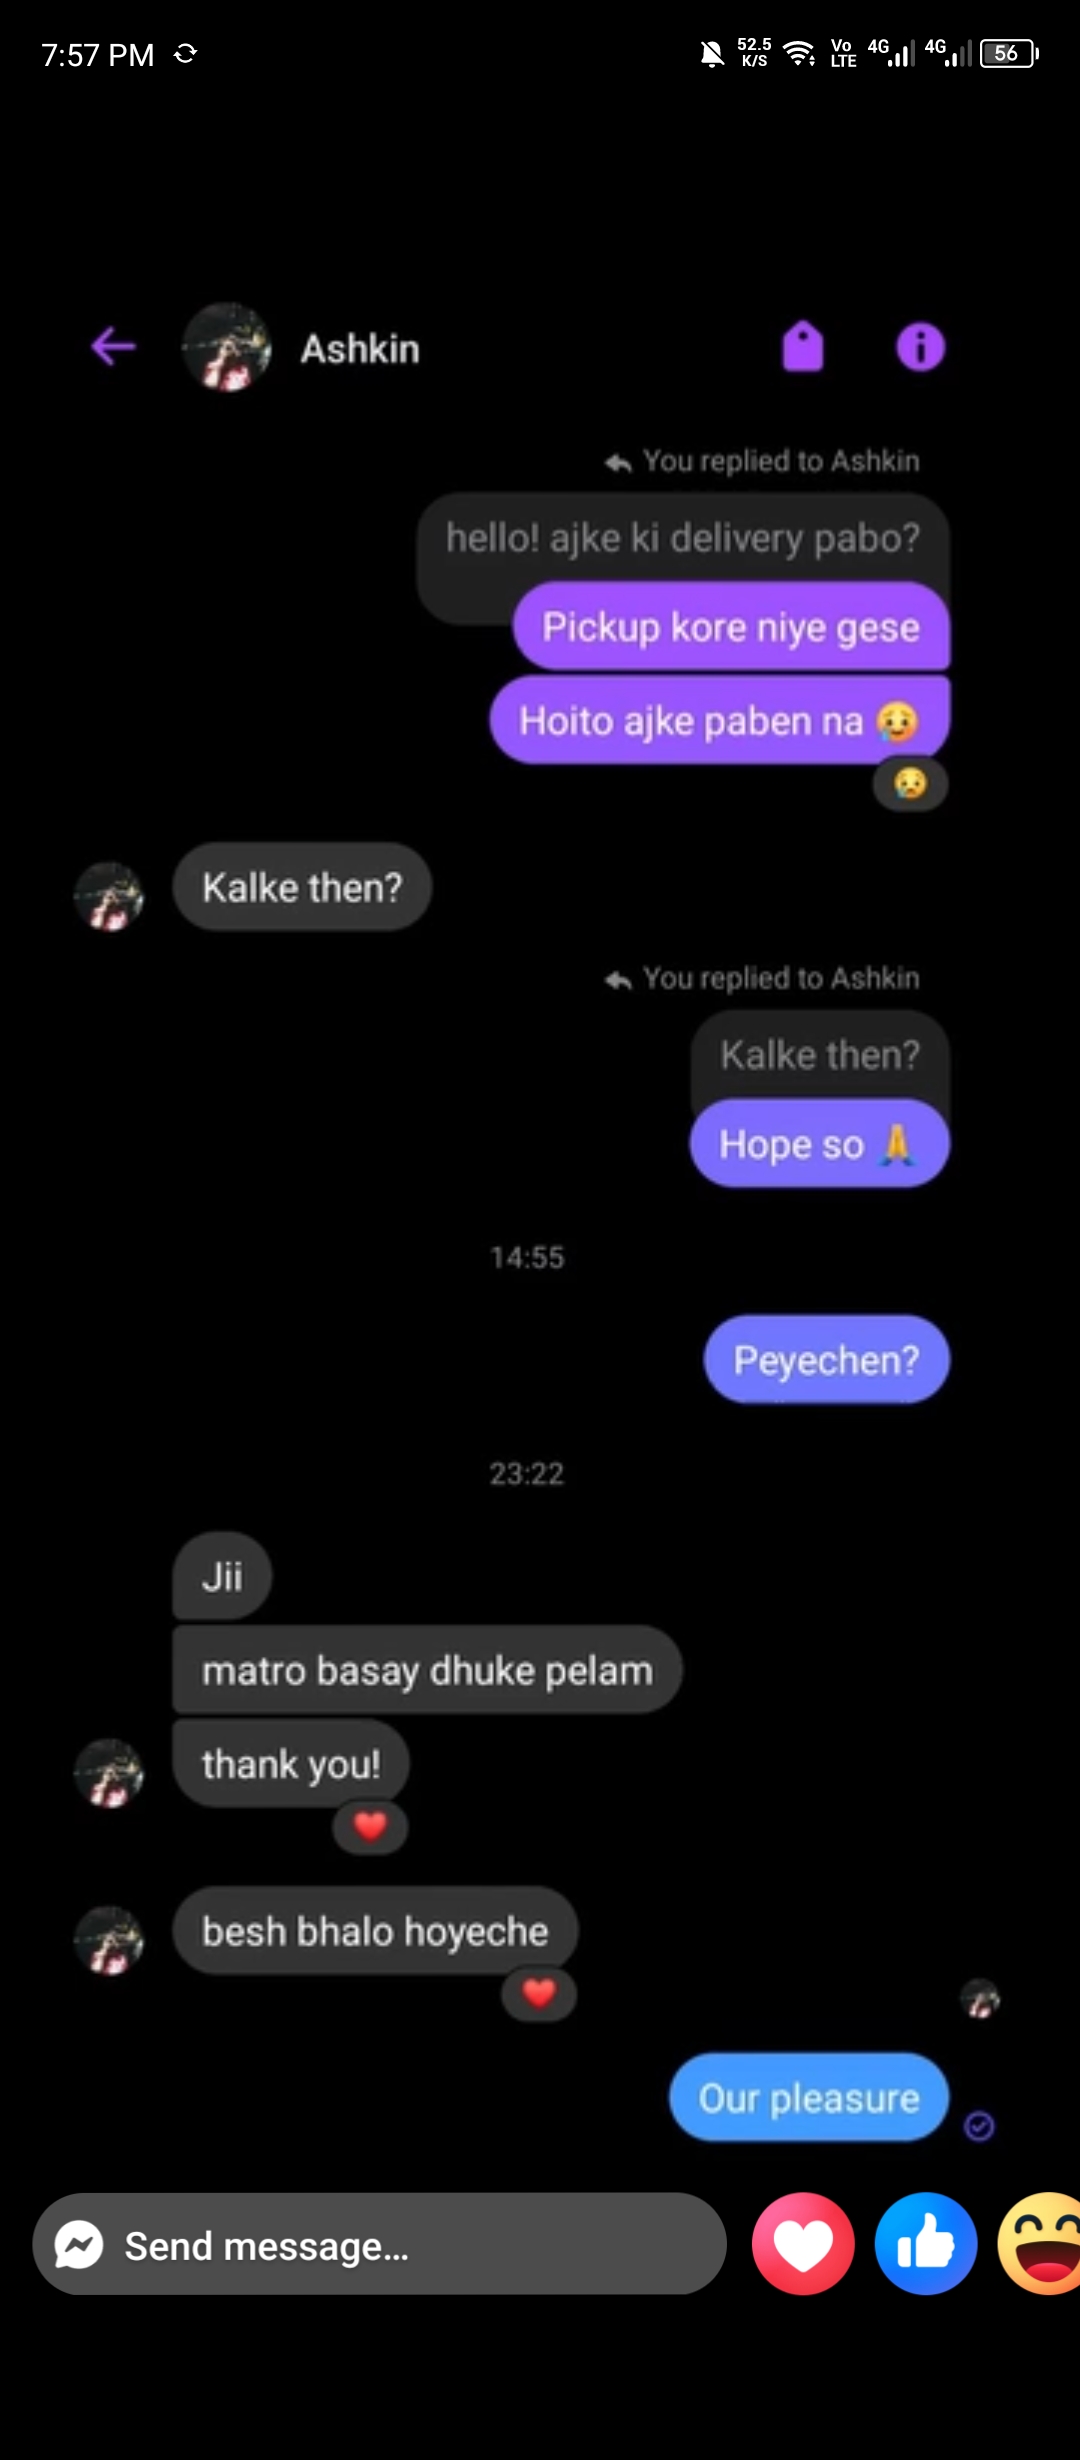 7:57 PM
52.5
K/S
Vo
LTE
4G
4G
56
Ashkin
You replied to Ashkin
hello! ajke ki delivery pabo?
Pickup kore niye gese
Hoito ajke paben na 😥
😢
Kalke then?
You replied to Ashkin
Kalke then?
Hope so 🙏
14:55
Peyechen?
23:22
Jii
matro basay dhuke pelam
thank you!
❤️
besh bhalo hoyeche
❤️
Our pleasure
Send message...